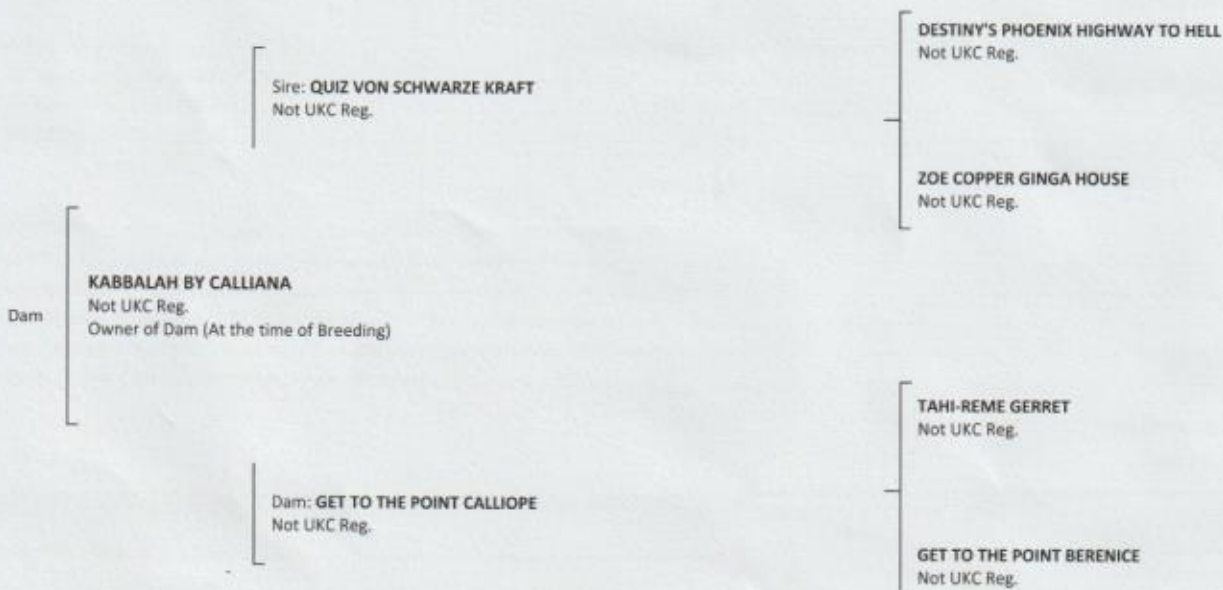 DESTINY'S PHOENIX HIGHWAY TO HELL
Not UKC Reg.
Sire: QUIZ VON SCHWARZE KRAFT
Not UKC Reg.
ZOE COPPER GINGA HOUSE
Not UKC Reg.
Dam
KABBALAH BY CALLIANA
Not UKC Reg.
Owner of Dam (At the time of Breeding)
TAHI-REME GERRET
Not UKC Reg.
Dam: GET TO THE POINT CALLIOPE
Not UKC Reg.
GET TO THE POINT BERENICE
Not UKC Reg.